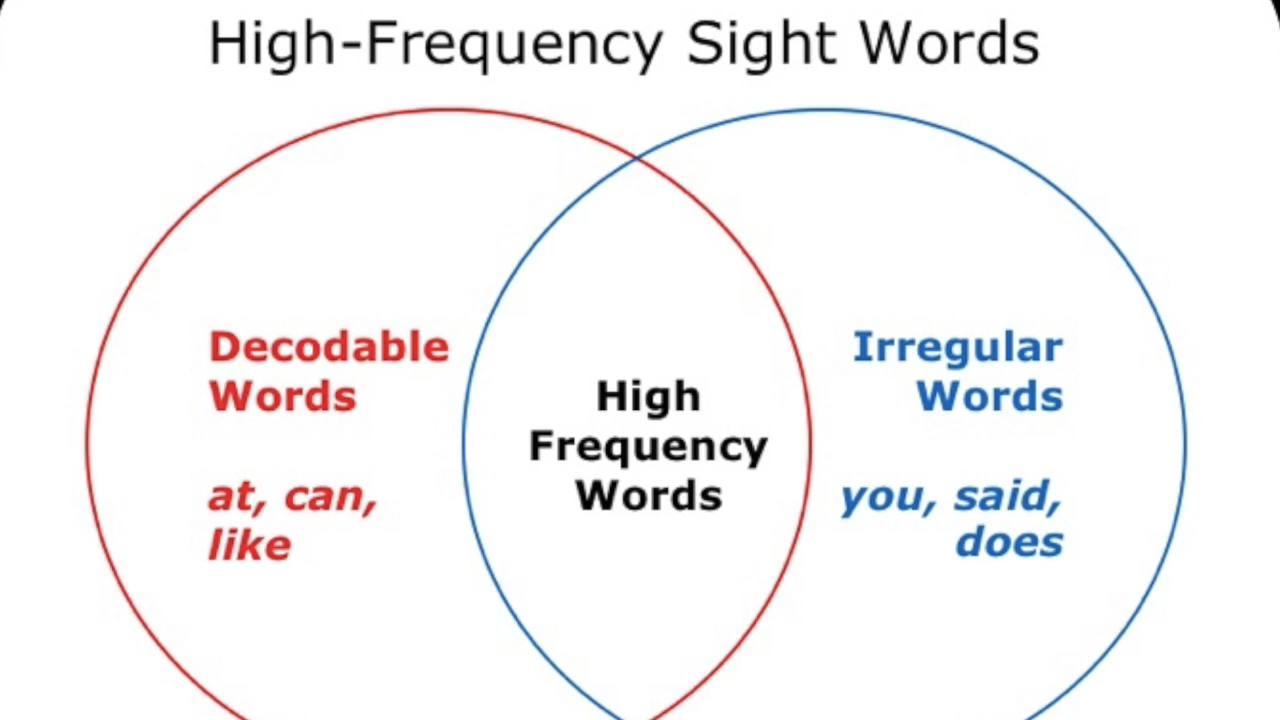 High-Frequency Sight Words
Decodable
Words
at, can,
like
High
Frequency
Words
Irregular
Words
you, said,
does